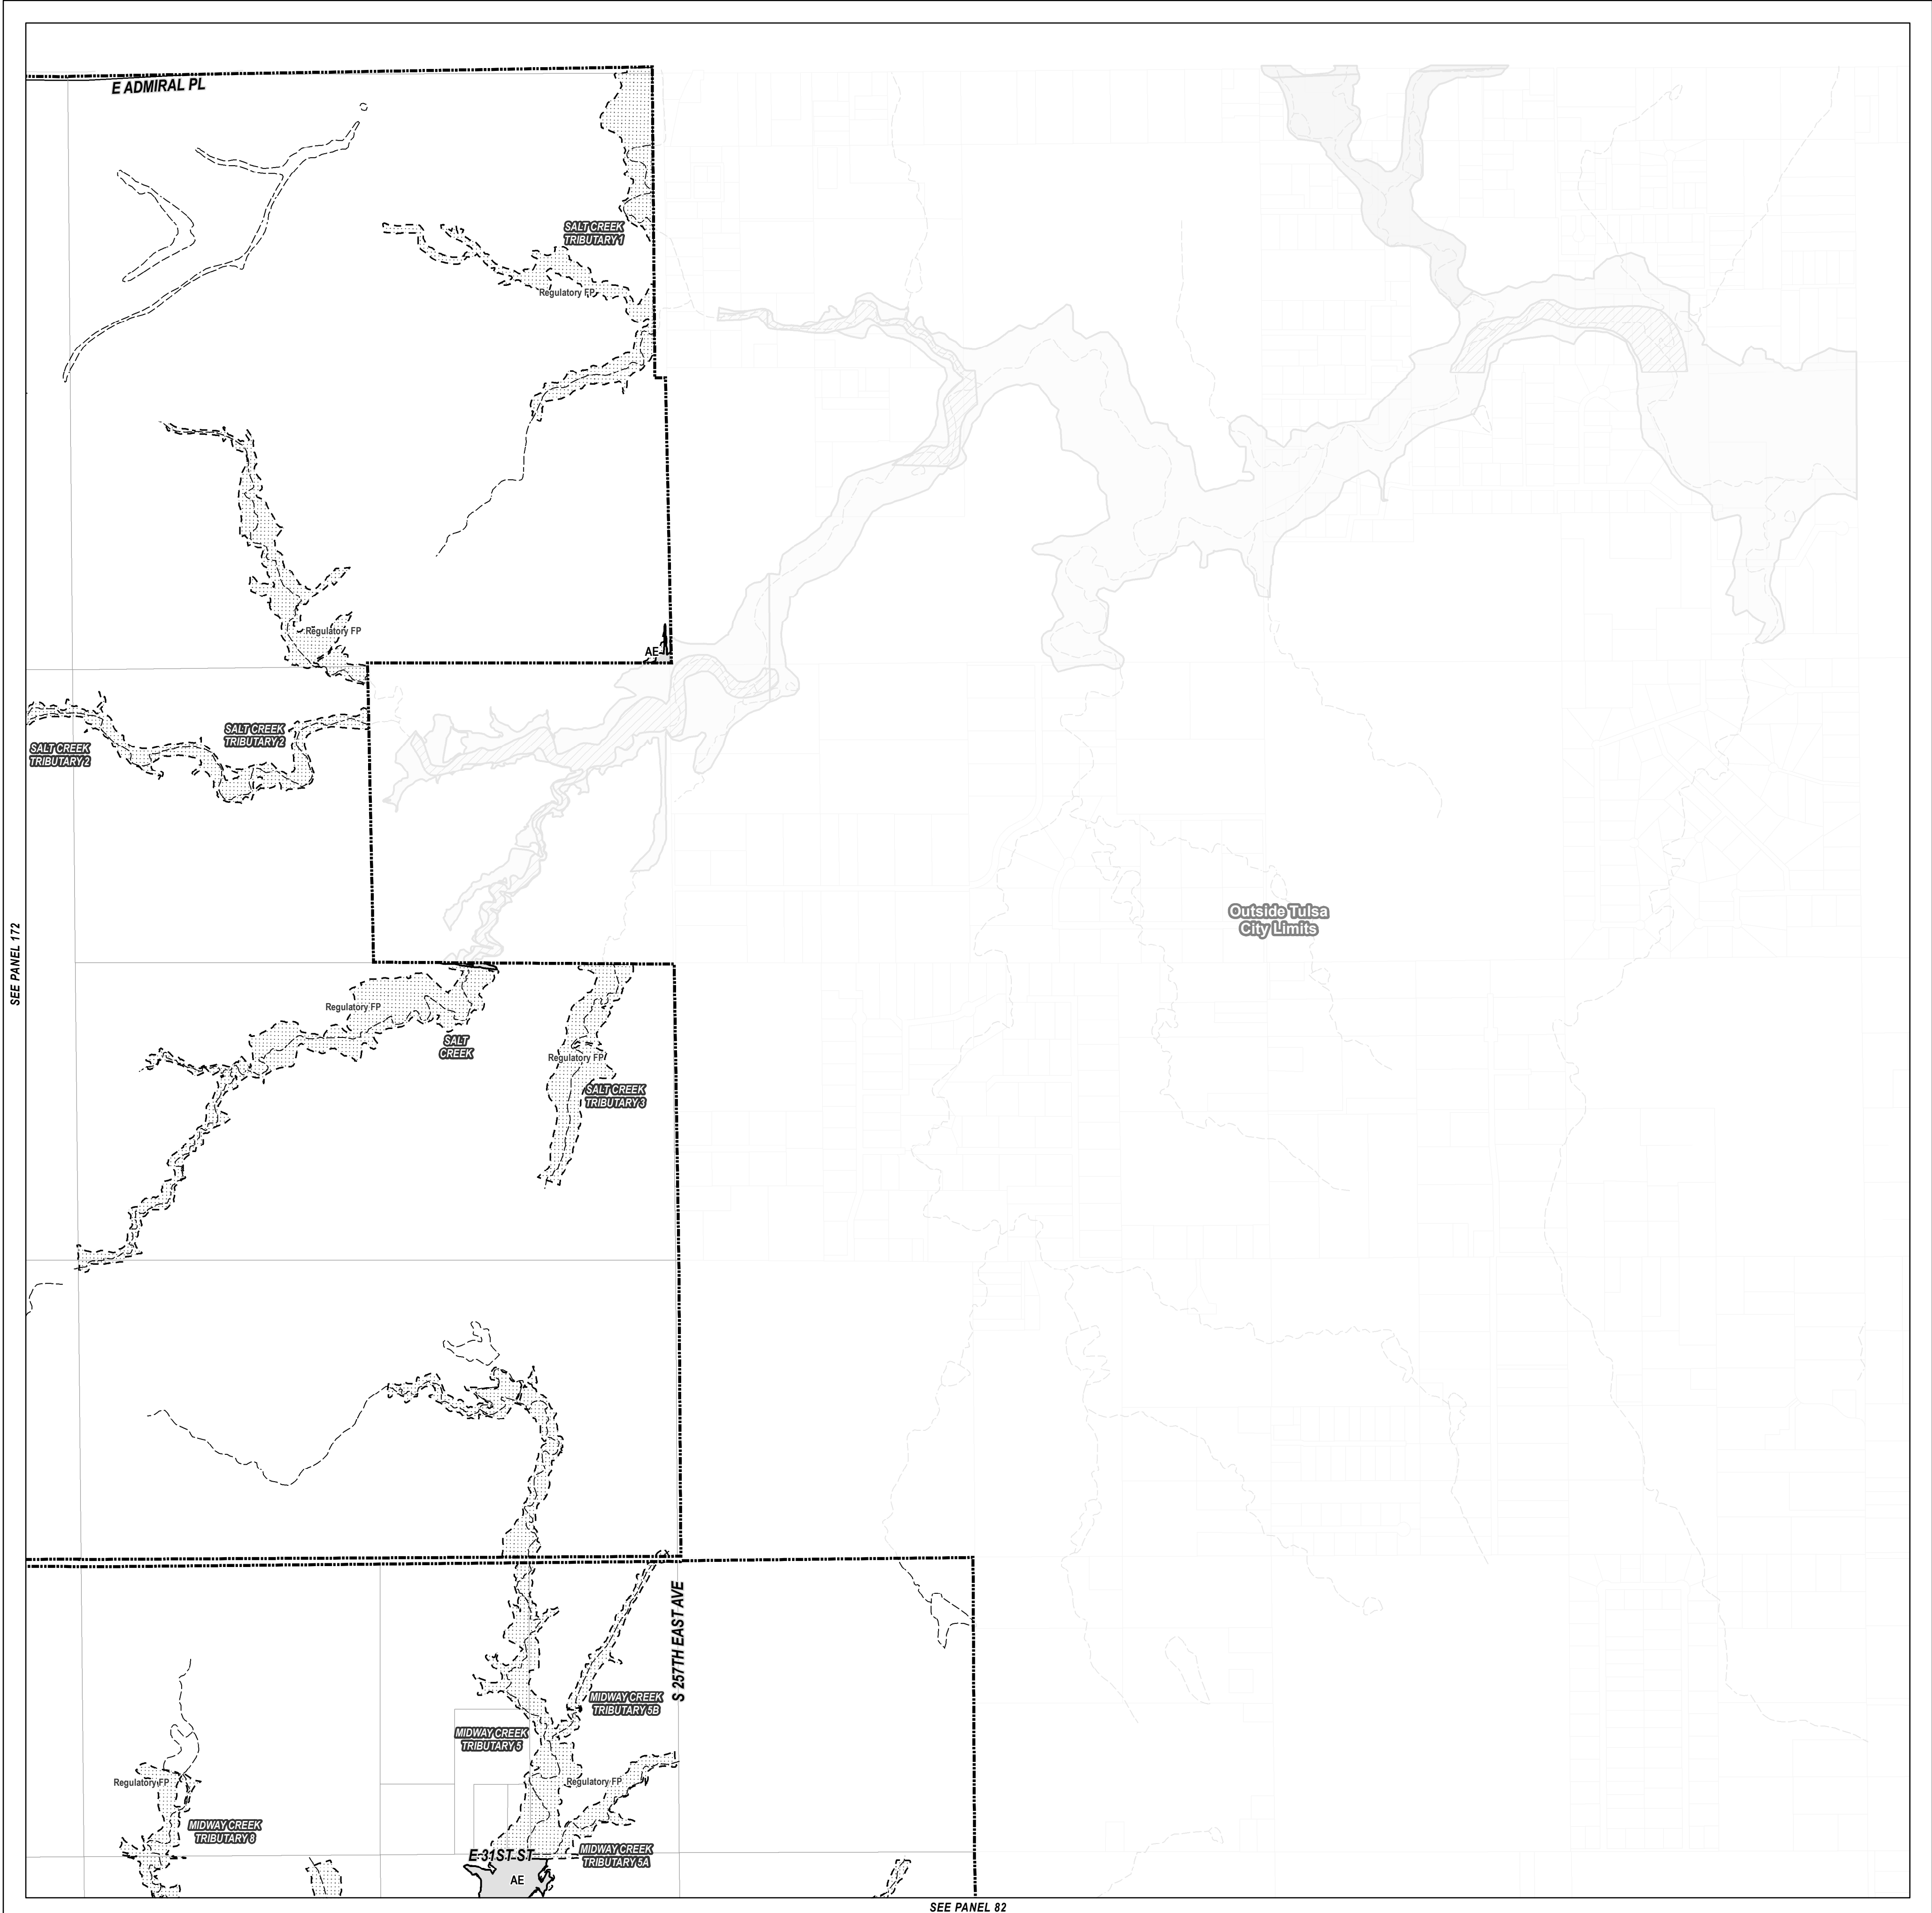 E ADMIRAL PL
SALT CREEK
TRIBUTARY 1
Regulatory FP
Regulatory FP
AE
SALT CREEK
TRIBUTARY 2
SALT CREEK
TRIBUTARY 2
Outside Tulsa
City Limits
SEE PANEL 172
Regulatory FP
SALT
CREEK
Regulatory FP
SALT CREEK
TRIBUTARY 3
S 257TH EAST AVE
MIDWAY CREEK
TRIBUTARY 5B
MIDWAY CREEK
TRIBUTARY 5
Regulatory FP
Regulatory FP
MIDWAY CREEK
TRIBUTARY 8
E 31ST ST
MIDWAY CREEK
TRIBUTARY 5A
AE
SEE PANEL 82